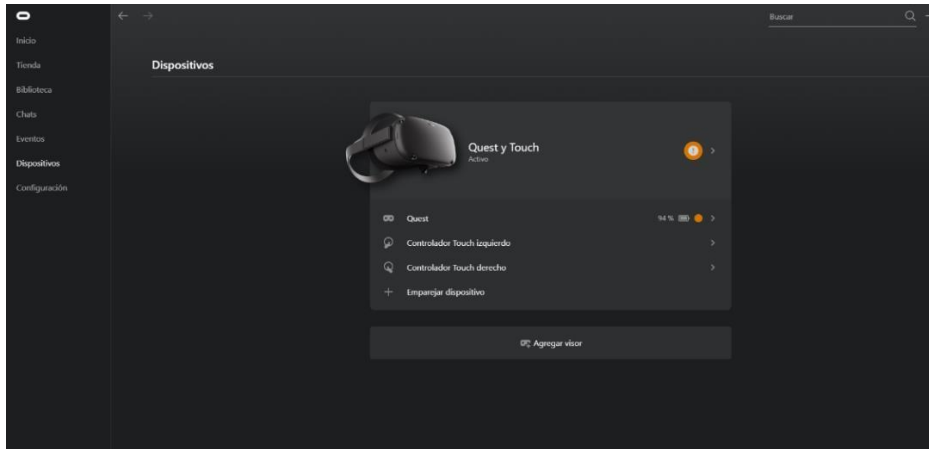 Buscar
Inicio
Tienda
Biblioteca
Chats
Eventos
Dispositivos
Configuración
Dispositivos
Quest y Touch
Activo
Quest
94 %
Controlador Touch izquierdo
Controlador Touch derecho
Emparejar dispositivo
Agregar visor